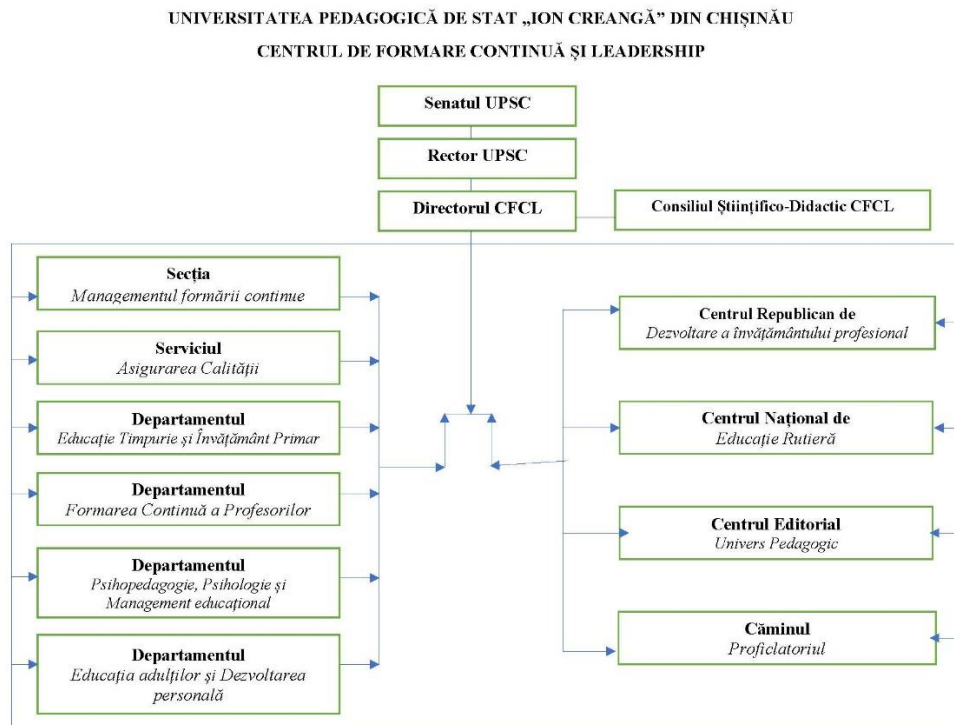 UNIVERSITATEA PEDAGOGICĂ DE STAT „ION CREANGĂ” DIN CHIȘINĂU
CENTRUL DE FORMARE CONTINUĂ ȘI LEADERSHIP
Senatul UPSC
Rector UPSC
Directorul CFCL
Consiliul Științifico-Didactic CFCL
Secția
Managementul formării continue
Serviciul
Asigurarea Calității
Departamentul
Educație Timpurie și Învățământ Primar
Departamentul
Formarea Continuă a Profesorilor
Departamentul
Psihopedagogie, Psihologie și
Management educațional
Departamentul
Educația adulților și Dezvoltarea
personală
Centrul Republican de
Dezvoltare a învățământului profesional
Centrul Național de
Educație Rutieră
Centrul Editorial
Univers Pedagogic
Căminul
Proficlatoriul